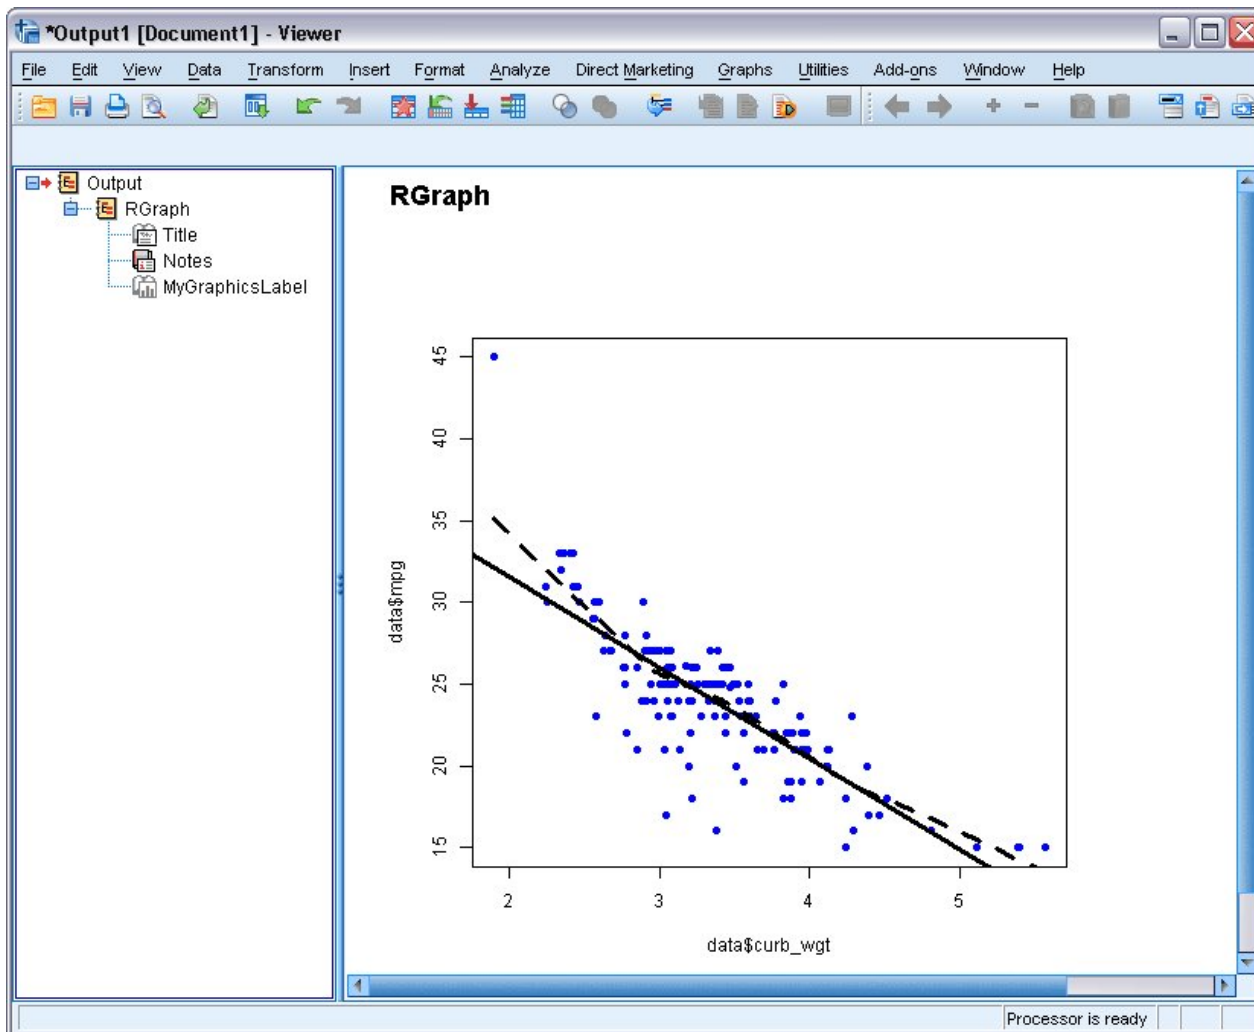 *Output1 [Document1] - Viewer
File Edit View Data Transform Insert Format Analyze Direct Marketing Graphs Utilities Add-ons Window Help
Output
RGraph
Title
Notes
MyGraphicsLabel
RGraph
45
40
35
30
25
20
15
data$mpg
2 3 4 5
data$curb_wgt
Processor is ready